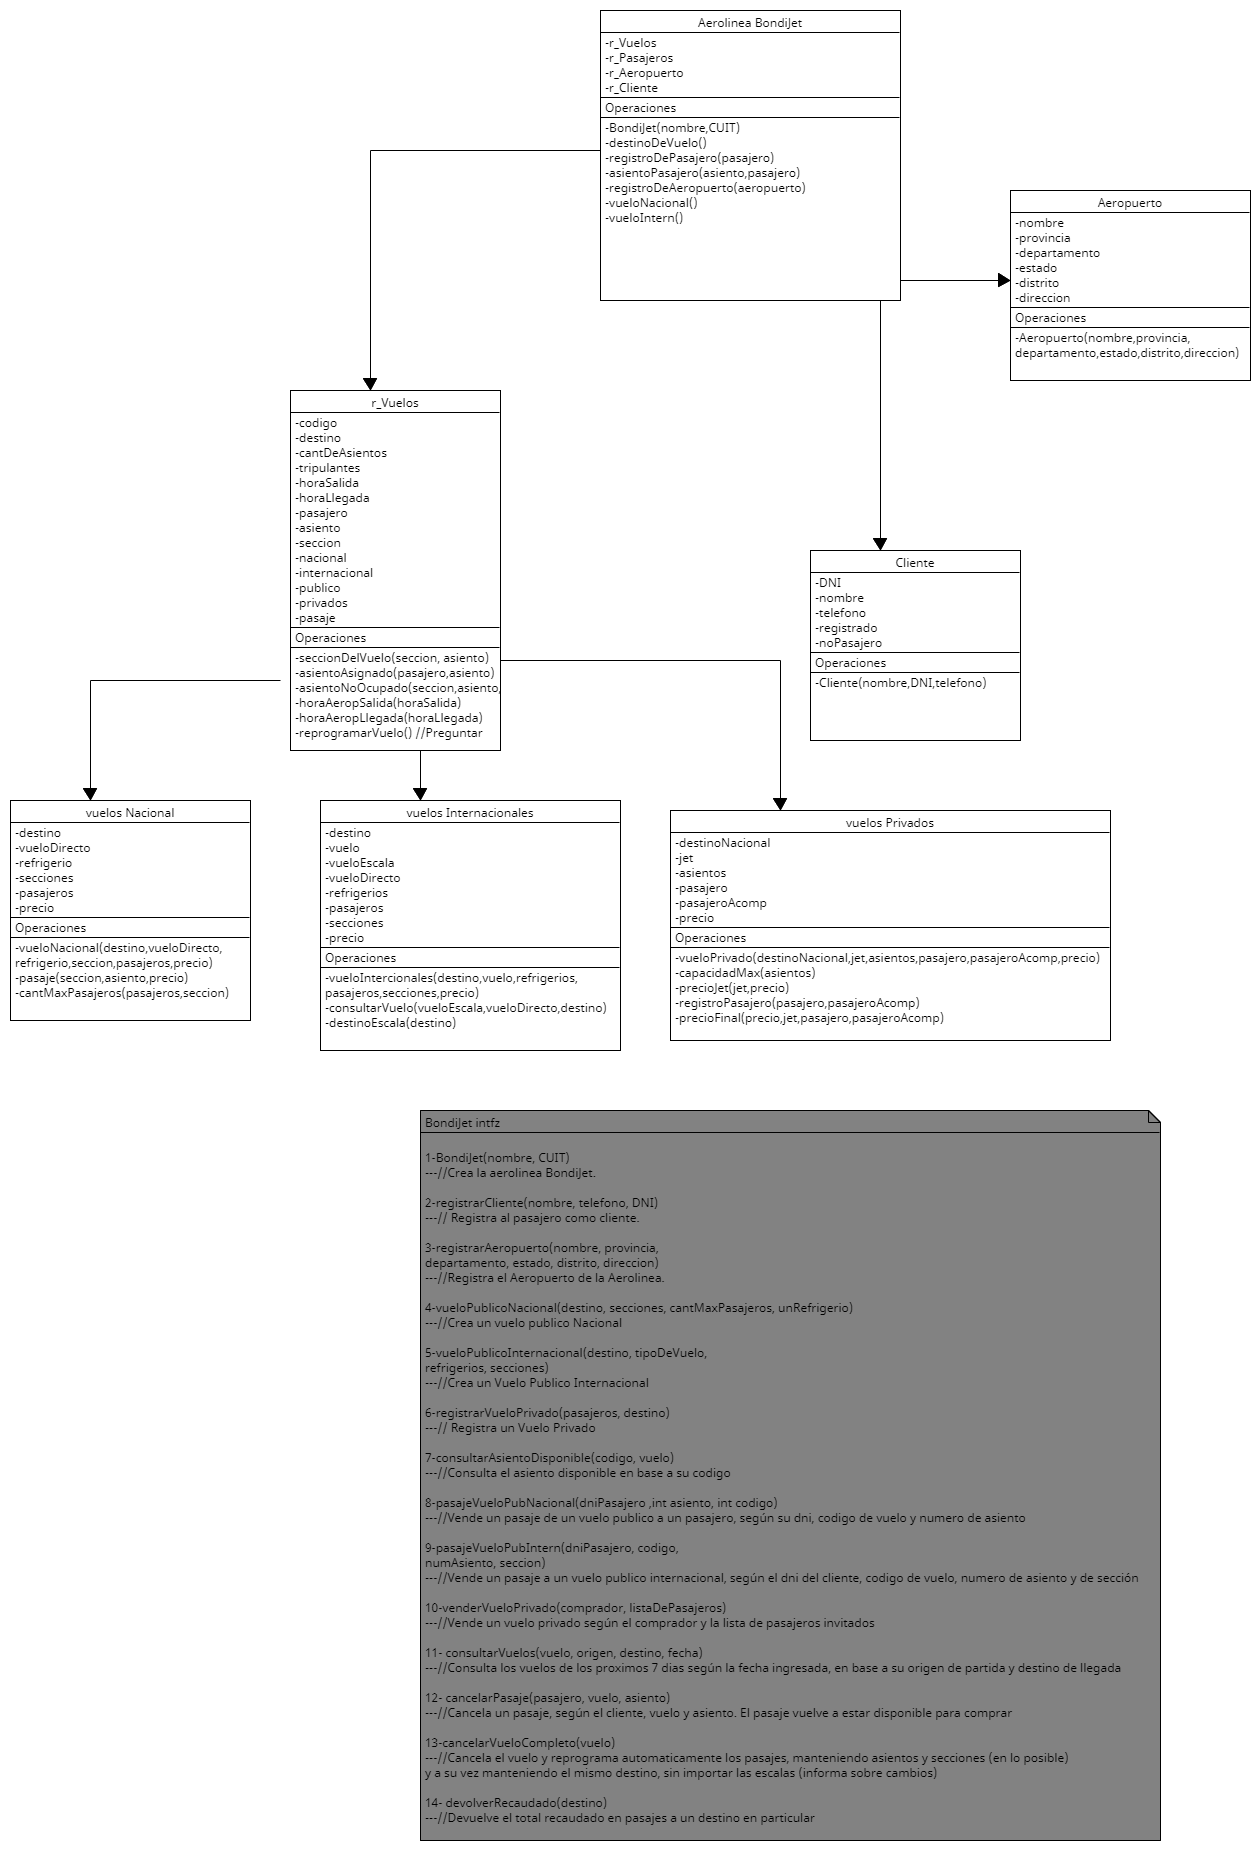 Aerolinea BondiJet
-r_Vuelos
-r_Pasajeros
-r_Aeropuerto
-r_Cliente
Operaciones
-BondiJet(nombre,CUIT)
-destinoDeVuelo()
-registroDePasajero(pasajero)
-asientoPasajero(asiento,pasajero)
-registroDeAeropuerto(aeropuerto)
-vueloNacional()
-vueloIntern()
Aeropuerto
-nombre
-provincia
-departamento
-estado
-distrito
-direccion
Operaciones
-Aeropuerto(nombre,provincia,
departamento,estado,distrito,direccion)
r_Vuelos
-codigo
-destino
-cantDeAsientos
-tripulantes
-horaSalida
-horaLlegada
-pasajero
-asiento
-seccion
-nacional
-internacional
-publico
-privados
-pasaje
Operaciones
-seccionDelVuelo(seccion, asiento)
-asientoAsignado(pasajero,asiento)
-asientoNoOcupado(seccion,asiento,
-horaAeropSalida(horaSalida)
-horaAeropLlegada(horaLlegada)
-reprogramarVuelo() //Preguntar
Cliente
-DNI
-nombre
-telefono
-registrado
-noPasajero
Operaciones
-Cliente(nombre,DNI,telefono)
vuelos Nacional
-destino
-vueloDirecto
-refrigerio
-secciones
-pasajeros
-precio
Operaciones
-vueloNacional(destino,vueloDirecto,
refrigerio,seccion,pasajeros,precio)
-pasaje(seccion,asiento,precio)
-cantMaxPasajeros(pasajeros,seccion)
vuelos Internacionales
-destino
-vuelo
-vueloEscala
-vueloDirecto
-refrigerios
-pasajeros
-secciones
-precio
Operaciones
-vueloIntercionales(destino,vuelo,refrigerios,
pasajeros,secciones,precio)
-consultarVuelo(vueloEscala,vueloDirecto,destino)
-destinoEscala(destino)
vuelos Privados
-destinoNacional
-jet
-asientos
-pasajero
-pasajeroAcomp
-precio
Operaciones
-vueloPrivado(destinoNacional,jet,asientos,pasajero,pasajeroAcomp,precio)
-capacidadMax(asientos)
-precioJet(jet,precio)
-registroPasajero(pasajero,pasajeroAcomp)
-precioFinal(precio,jet,pasajero,pasajeroAcomp)
BondiJet intfz
1-BondiJet(nombre, CUIT)
---//Crea la aerolinea BondiJet.
2-registrarCliente(nombre, telefono, DNI)
---// Registra al pasajero como cliente.
3-registrarAeropuerto(nombre, provincia,
departamento, estado, distrito, direccion)
---//Registra el Aeropuerto de la Aerolinea.
4-vueloPublicoNacional(destino, secciones, cantMaxPasajeros, unRefrigerio)
---//Crea un vuelo publico Nacional
5-vueloPublicoInternacional(destino, tipoDeVuelo,
refrigerios, secciones)
---//Crea un Vuelo Publico Internacional
6-registrarVueloPrivado(pasajeros, destino)
---// Registra un Vuelo Privado
7-consultarAsientoDisponible(codigo, vuelo)
---//Consulta el asiento disponible en base a su codigo
8-pasajeVueloPubNacional(dniPasajero ,int asiento, int codigo)
---//Vende un pasaje de un vuelo publico a un pasajero, según su dni, codigo de vuelo y numero de asiento
9-pasajeVueloPubIntern(dniPasajero, codigo,
numAsiento, seccion)
---//Vende un pasaje a un vuelo publico internacional, según el dni del cliente, codigo de vuelo, numero de asiento y de sección
10-venderVueloPrivado(comprador, listaDePasajeros)
---//Vende un vuelo privado según el comprador y la lista de pasajeros invitados
11- consultarVuelos(vuelo, origen, destino, fecha)
---//Consulta los vuelos de los proximos 7 dias según la fecha ingresada, en base a su origen de partida y destino de llegada
12- cancelarPasaje(pasajero, vuelo, asiento)
---//Cancela un pasaje, según el cliente, vuelo y asiento. El pasaje vuelve a estar disponible para comprar
13-cancelarVueloCompleto(vuelo)
---//Cancela el vuelo y reprograma automaticamente los pasajes, manteniendo asientos y secciones (en lo posible)
y a su vez manteniendo el mismo destino, sin importar las escalas (informa sobre cambios)
14- devolverRecaudado(destino)
---//Devuelve el total recaudado en pasajes a un destino en particular